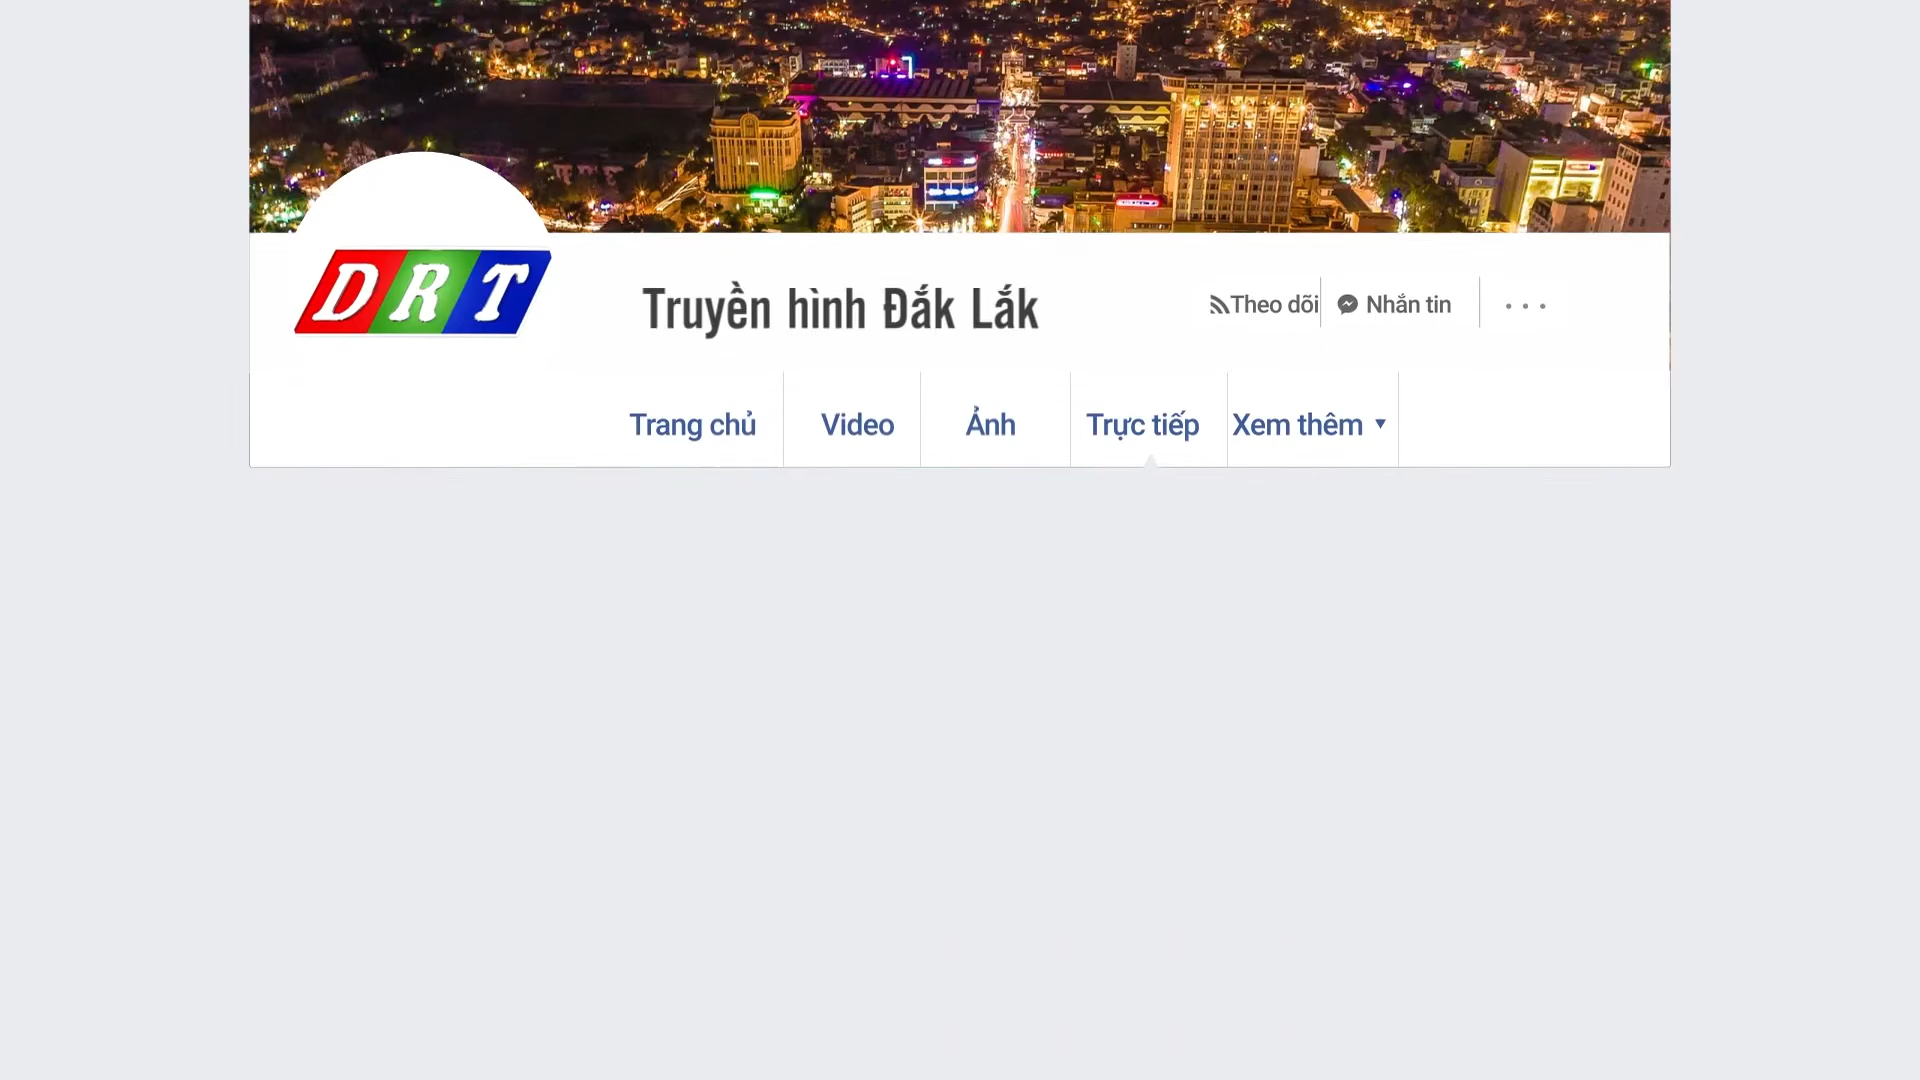 DRT
Truyền hình Đắk Lắk
Theo dõi
Nhắn tin
Trang chủ
Video
Ảnh
Trực tiếp
Xem thêm